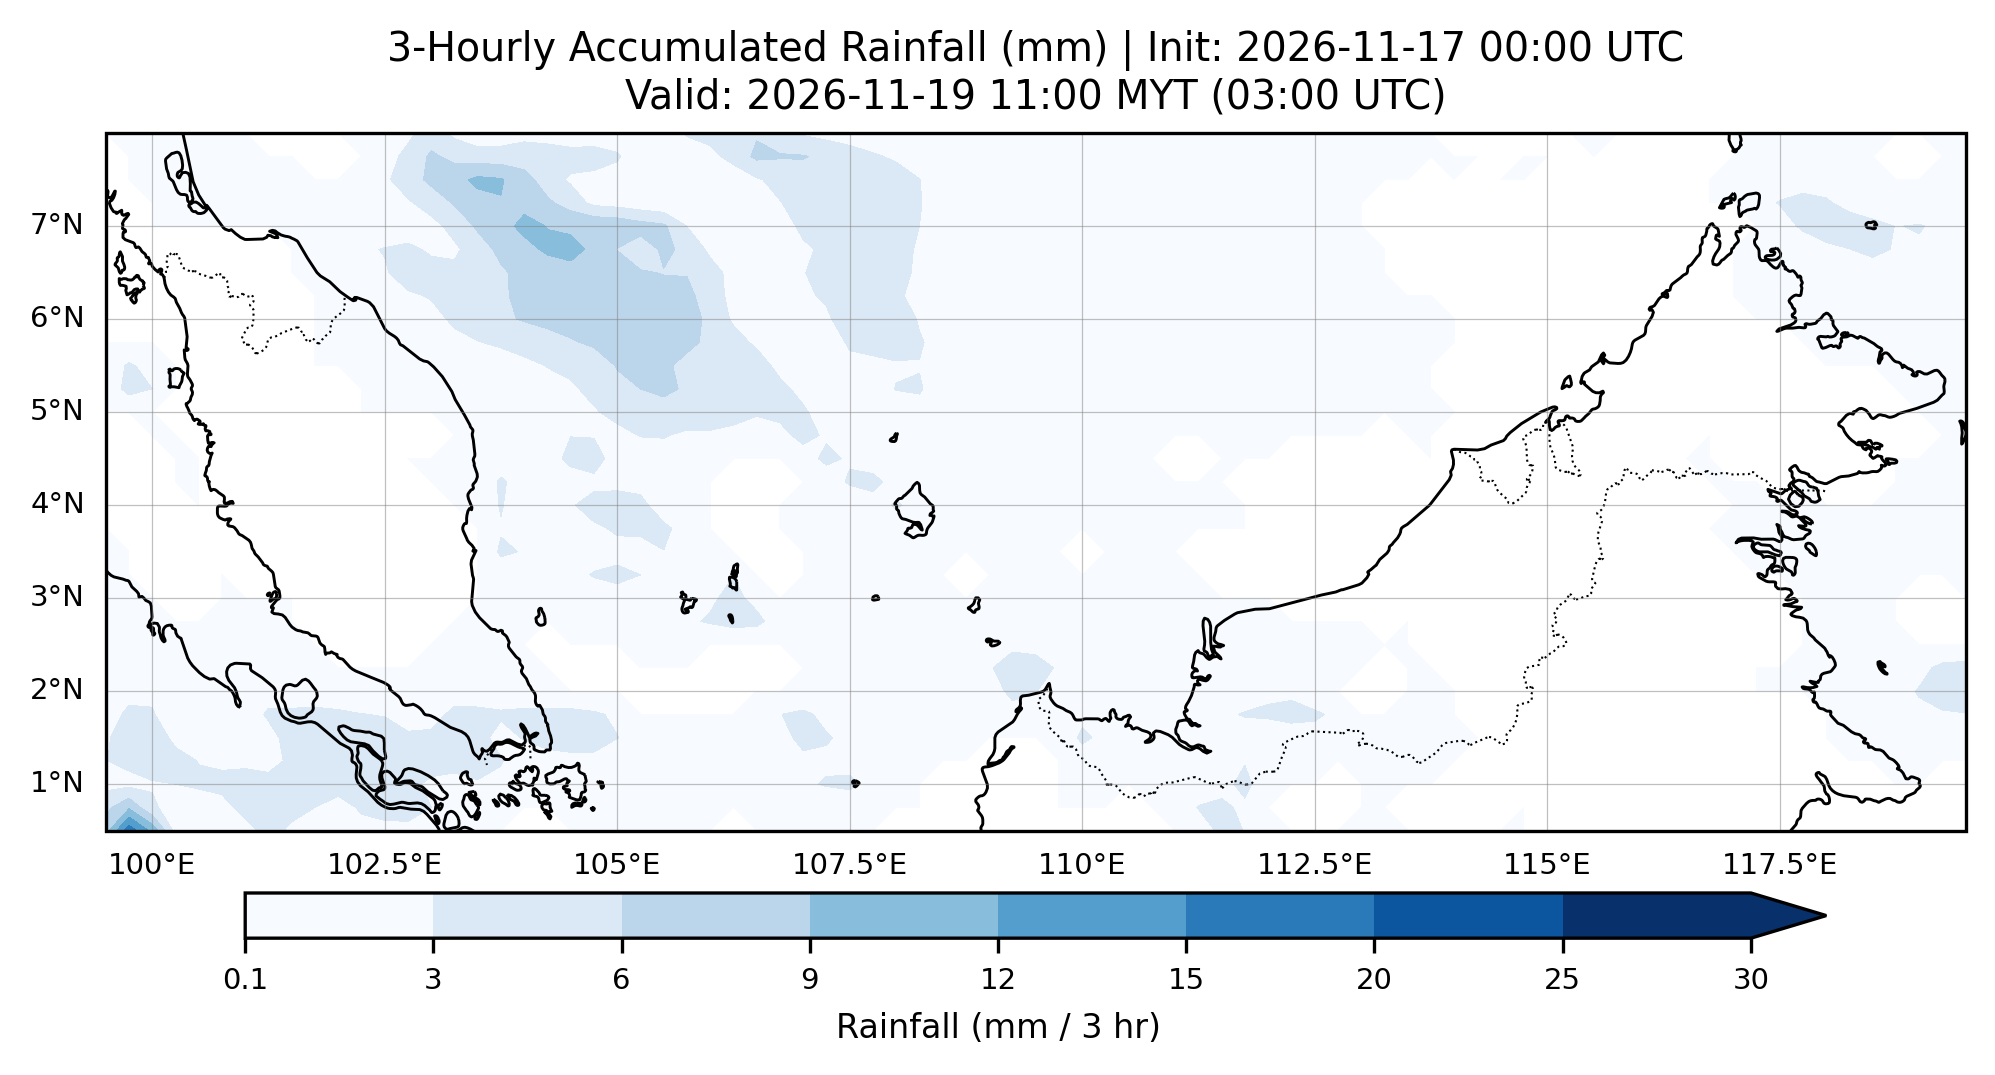 3-Hourly Accumulated Rainfall (mm) | Init: 2026-11-17 00:00 UTC
Valid: 2026-11-19 11:00 MYT (03:00 UTC)
7°N
6°N
5°N
4°N
3°N
2°N
1°N
100°E 102.5°E 105°E 107.5°E 110°E 112.5°E 115°E 117.5°E
0.1 3 6 9 12 15 20 25 30
Rainfall (mm / 3 hr)